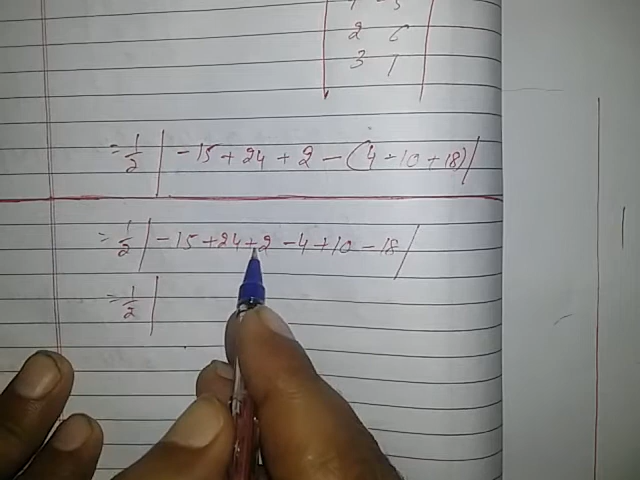 2 6
3 1
= 1/2 | -15 + 24 + 2 - (4 - 10 + 18) |
= 1/2 | -15 + 24 + 2 - 4 + 10 - 18 |
= 1/2 |